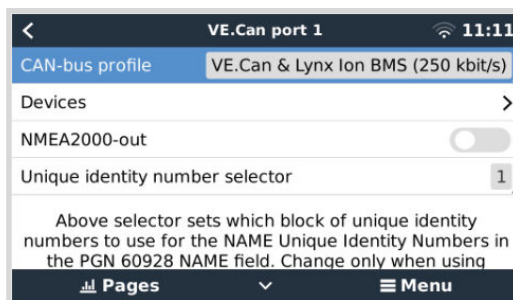 VE.Can port 1 11:11
CAN-bus profile VE.Can & Lynx Ion BMS (250 kbit/s)
Devices
NMEA2000-out
Unique identity number selector 1
Above selector sets which block of unique identity
numbers to use for the NAME Unique Identity Numbers in
the PGN 60928 NAME field. Change only when using
Pages Menu